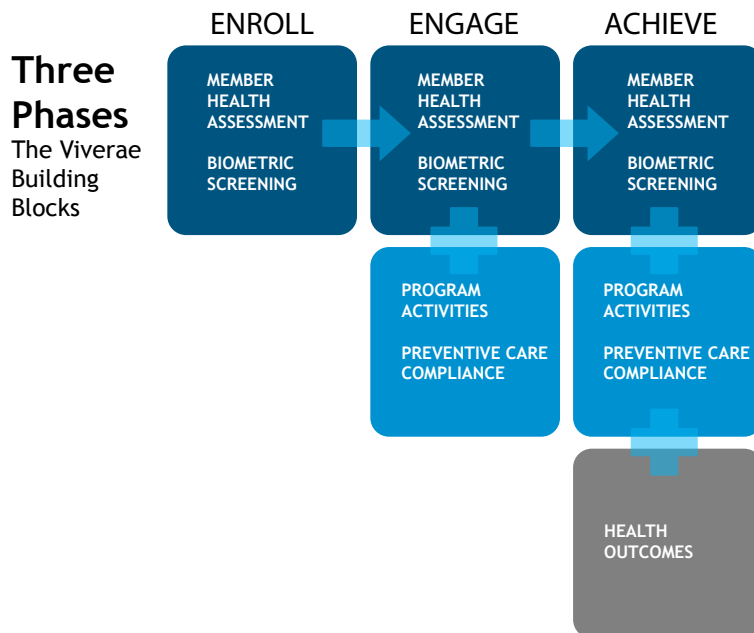 ENROLL
ENGAGE
ACHIEVE
Three
Phases
The Viverae
Building
Blocks
MEMBER
HEALTH
ASSESSMENT
BIOMETRIC
SCREENING
MEMBER
HEALTH
ASSESSMENT
BIOMETRIC
SCREENING
MEMBER
HEALTH
ASSESSMENT
BIOMETRIC
SCREENING
PROGRAM
ACTIVITIES
PREVENTIVE CARE
COMPLIANCE
PROGRAM
ACTIVITIES
PREVENTIVE CARE
COMPLIANCE
HEALTH
OUTCOMES